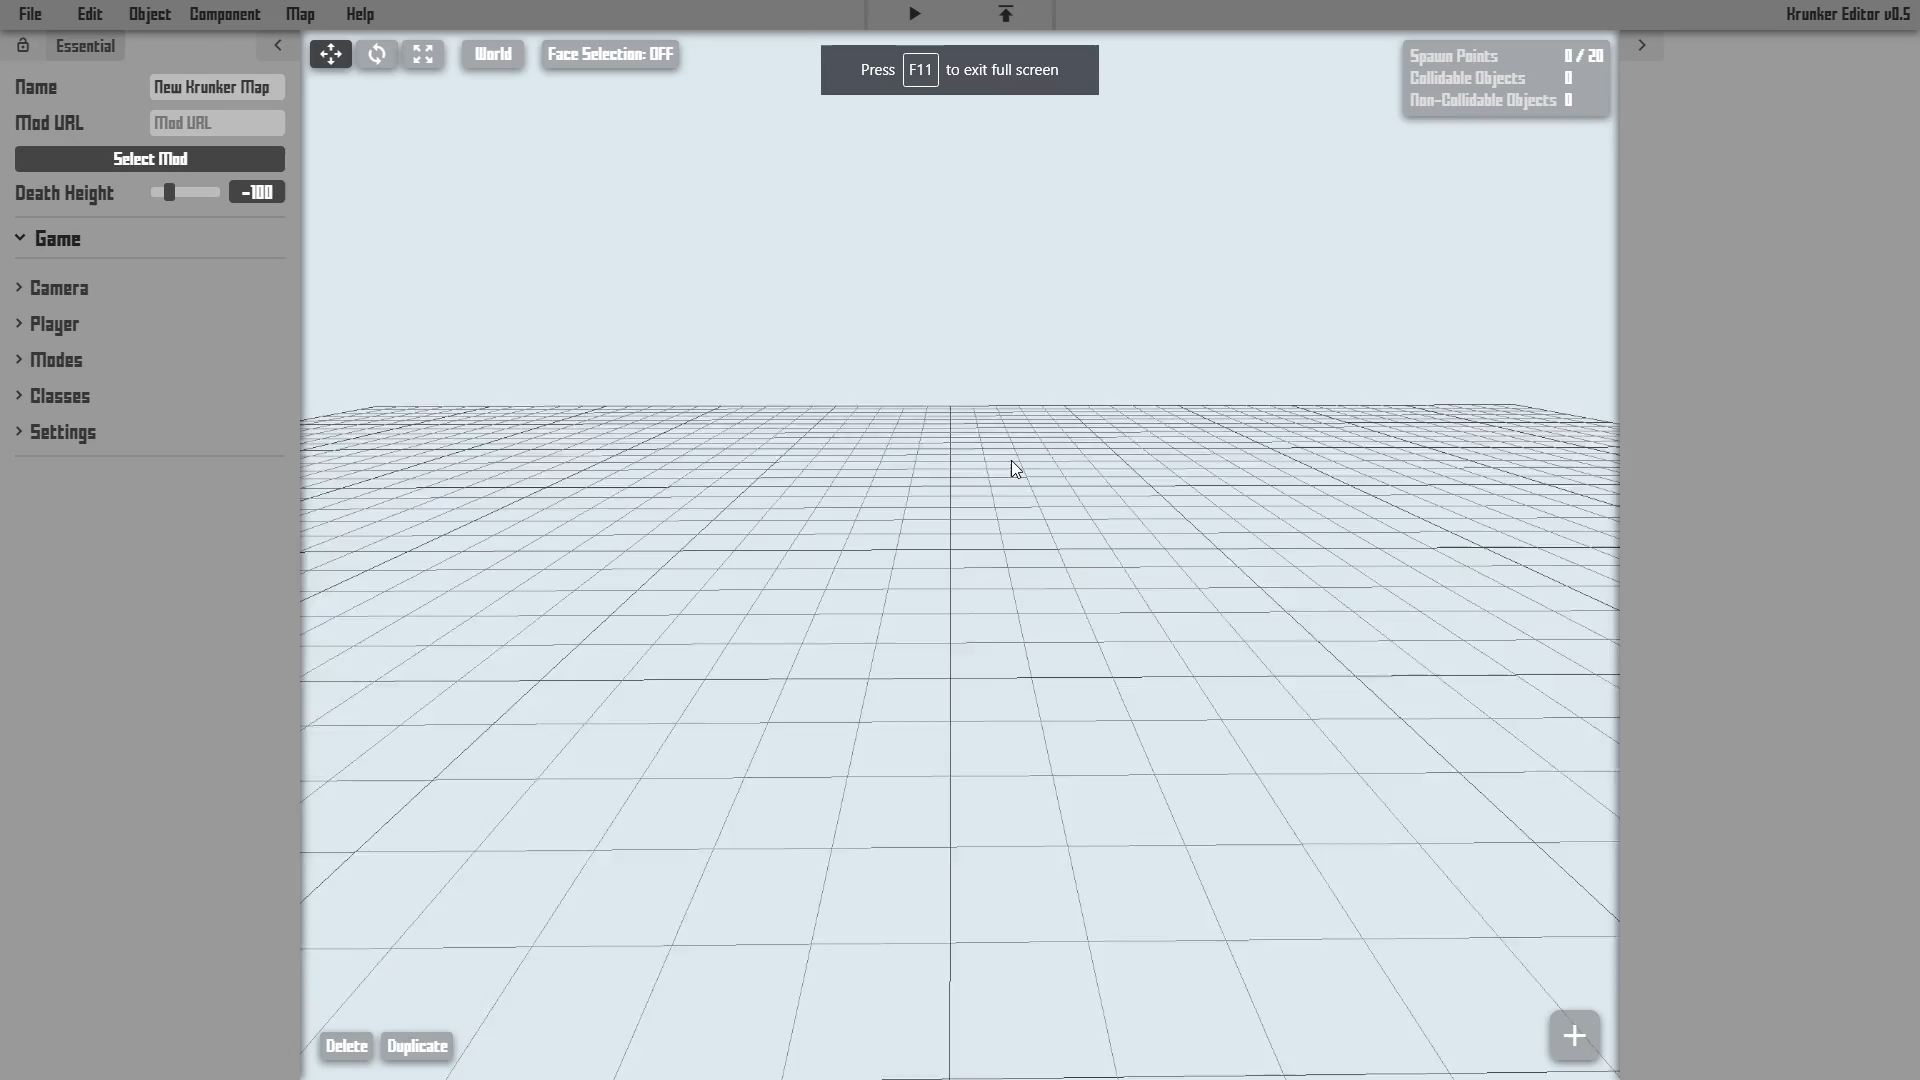 File Edit Object Component Map Help
Krunker Editor v0.5
Essential
Name New Krunker Map
Mod URL Mod URL
Select Mod
Death Height -100
Game
Camera
Player
Modes
Classes
Settings
World Face Selection: OFF
Press F11 to exit full screen
Spawn Points 0 / 20
Collidable Objects 0
Non-Collidable Objects 0
Delete Duplicate